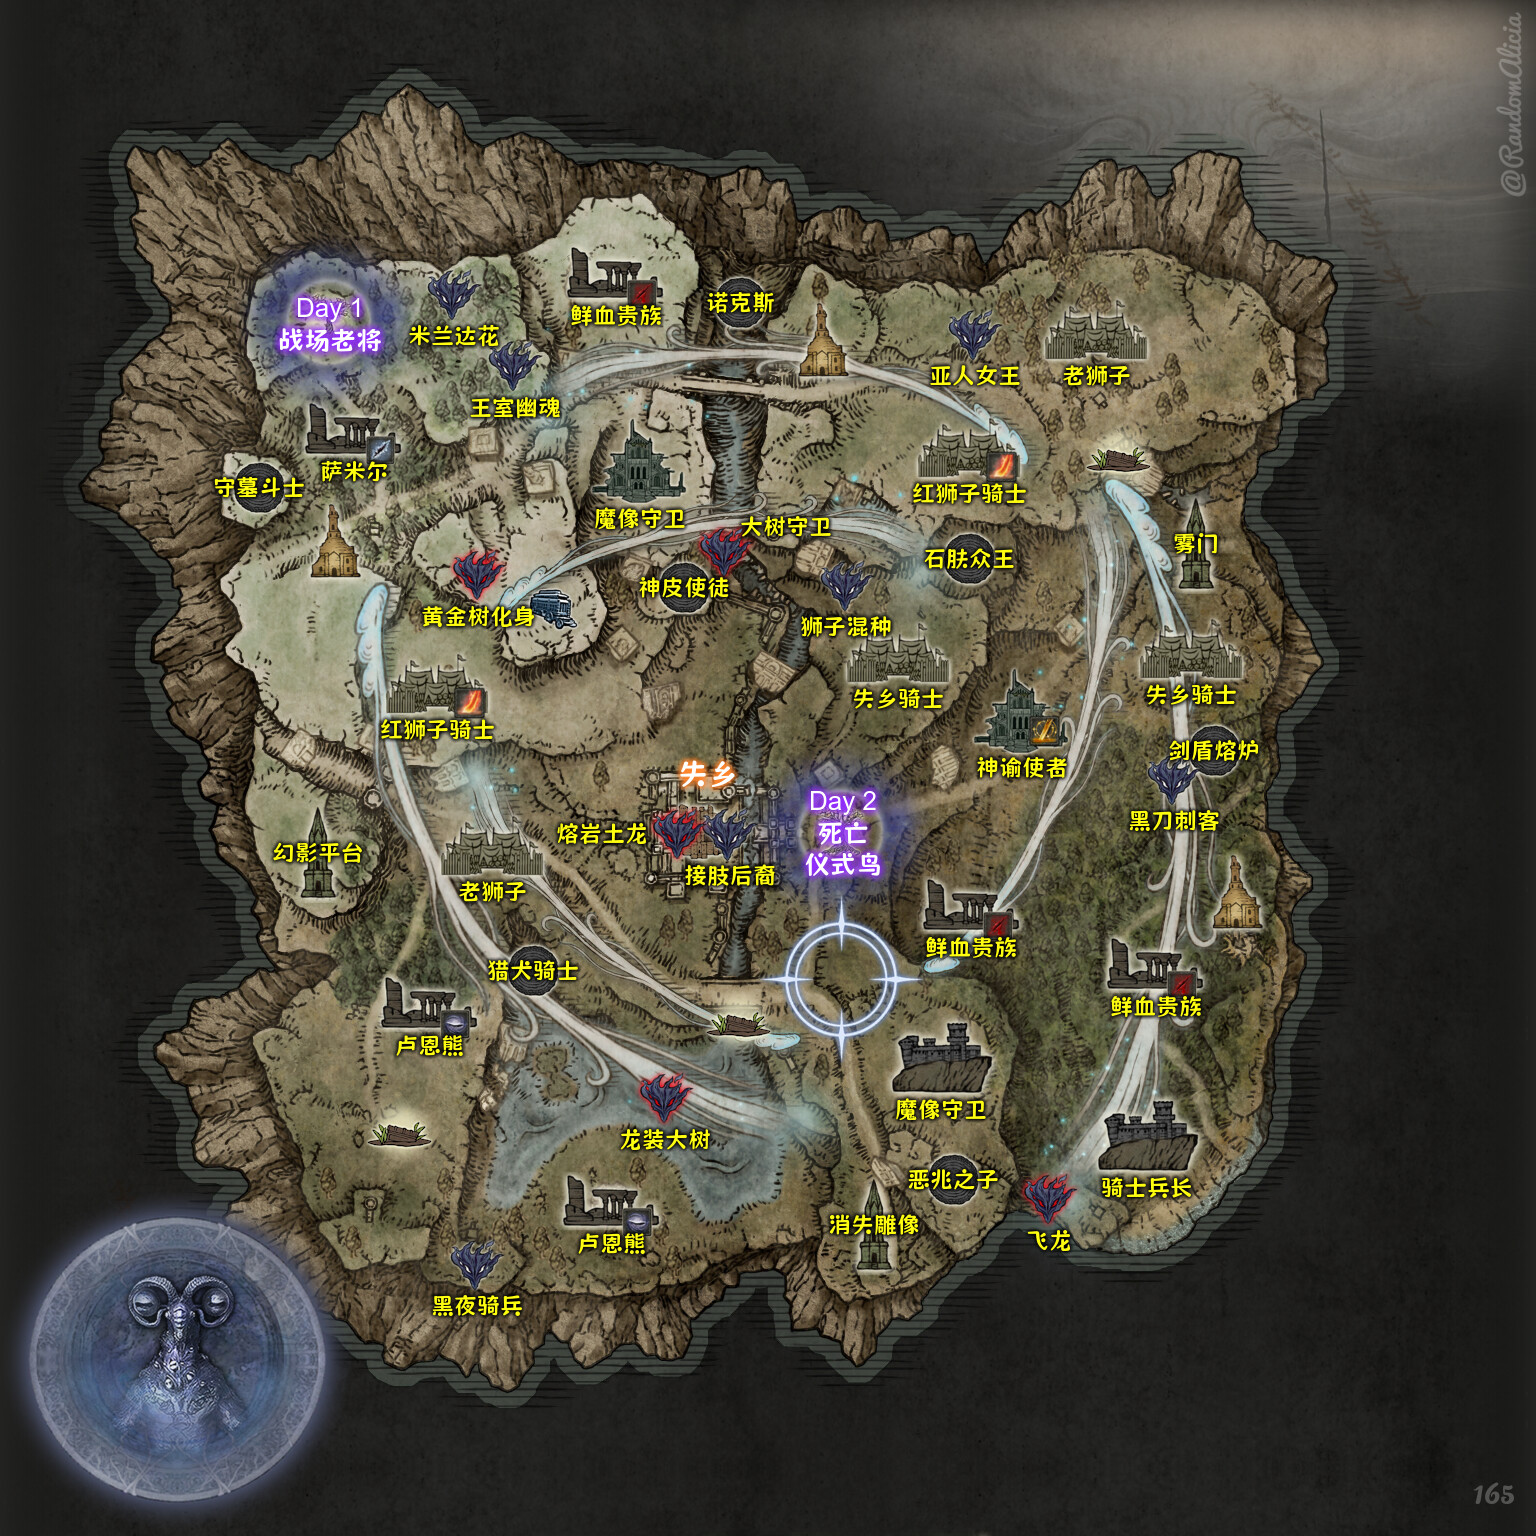 @RandomAlicia
Day 1
战场老将
米兰达花
鲜血贵族
诺克斯
王室幽魂
亚人女王
老狮子
萨米尔
守墓斗士
魔像守卫
大树守卫
红狮子骑士
雾门
石肤众王
神皮使徒
黄金树化身
狮子混种
失乡骑士
失乡骑士
红狮子骑士
剑盾熔炉
神谕使者
失乡
Day 2
死亡
仪式鸟
黑刀刺客
熔岩土龙
接肢后裔
幻影平台
老狮子
鲜血贵族
猎犬骑士
鲜血贵族
卢恩熊
魔像守卫
龙装大树
恶兆之子
骑士兵长
消失雕像
飞龙
卢恩熊
黑夜骑兵
165